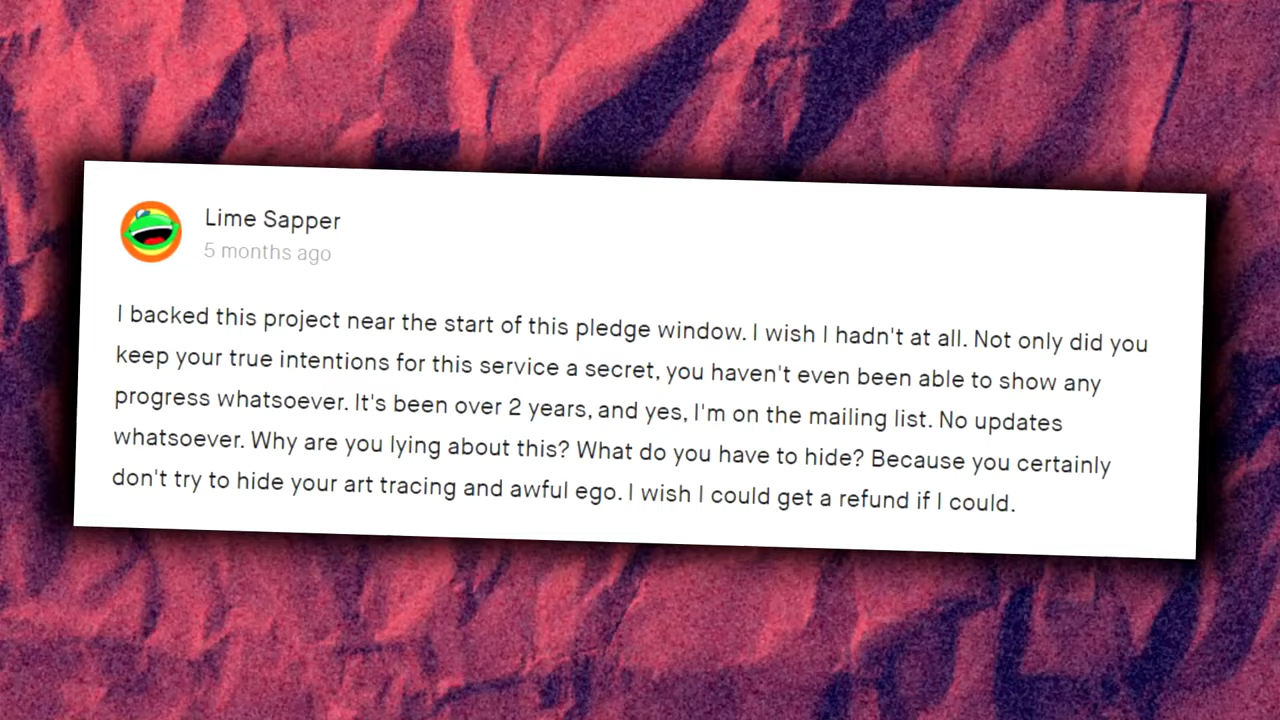 Lime Sapper
5 months ago
I backed this project near the start of this pledge window. I wish I hadn't at all. Not only did you
keep your true intentions for this service a secret, you haven't even been able to show any
progress whatsoever. It's been over 2 years, and yes, I'm on the mailing list. No updates
whatsoever. Why are you lying about this? What do you have to hide? Because you certainly
don't try to hide your art tracing and awful ego. I wish I could get a refund if I could.